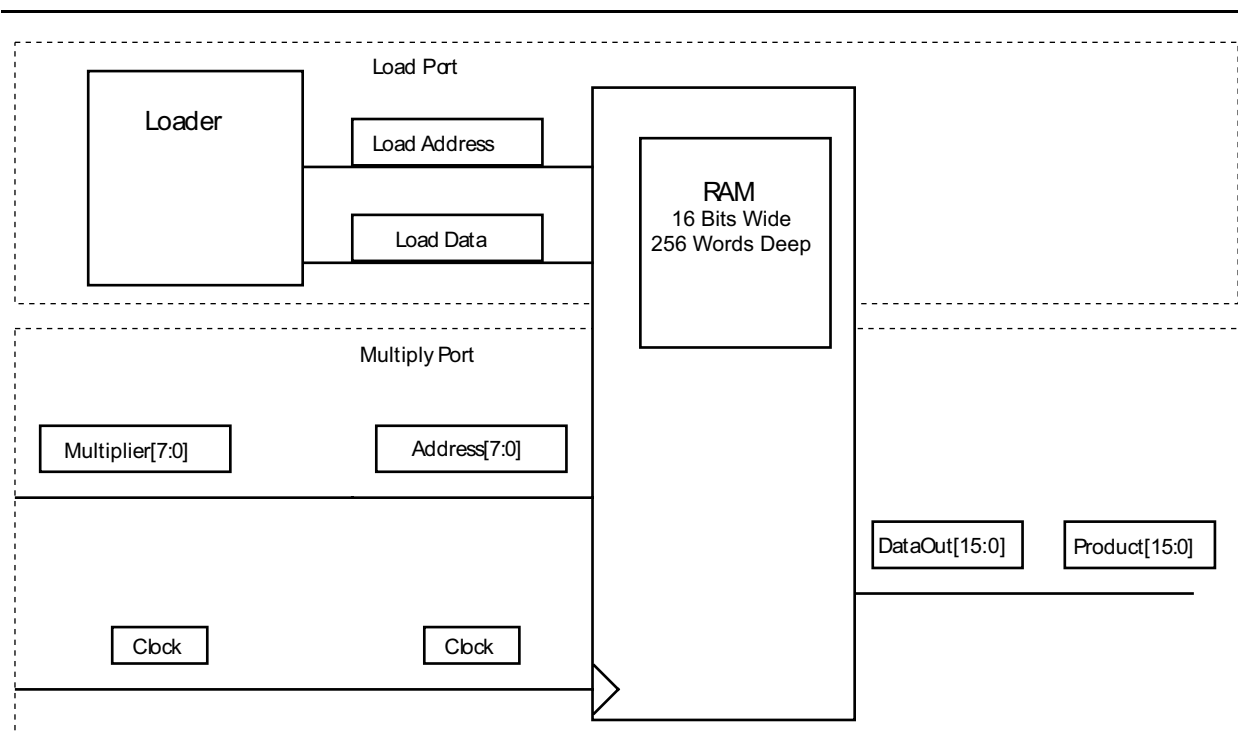 Load Port
Loader
Load Address
RAM
16 Bits Wide
256 Words Deep
Load Data
Multiply Port
Multiplier[7:0]
Address[7:0]
DataOut[15:0]
Product[15:0]
Clock
Clock